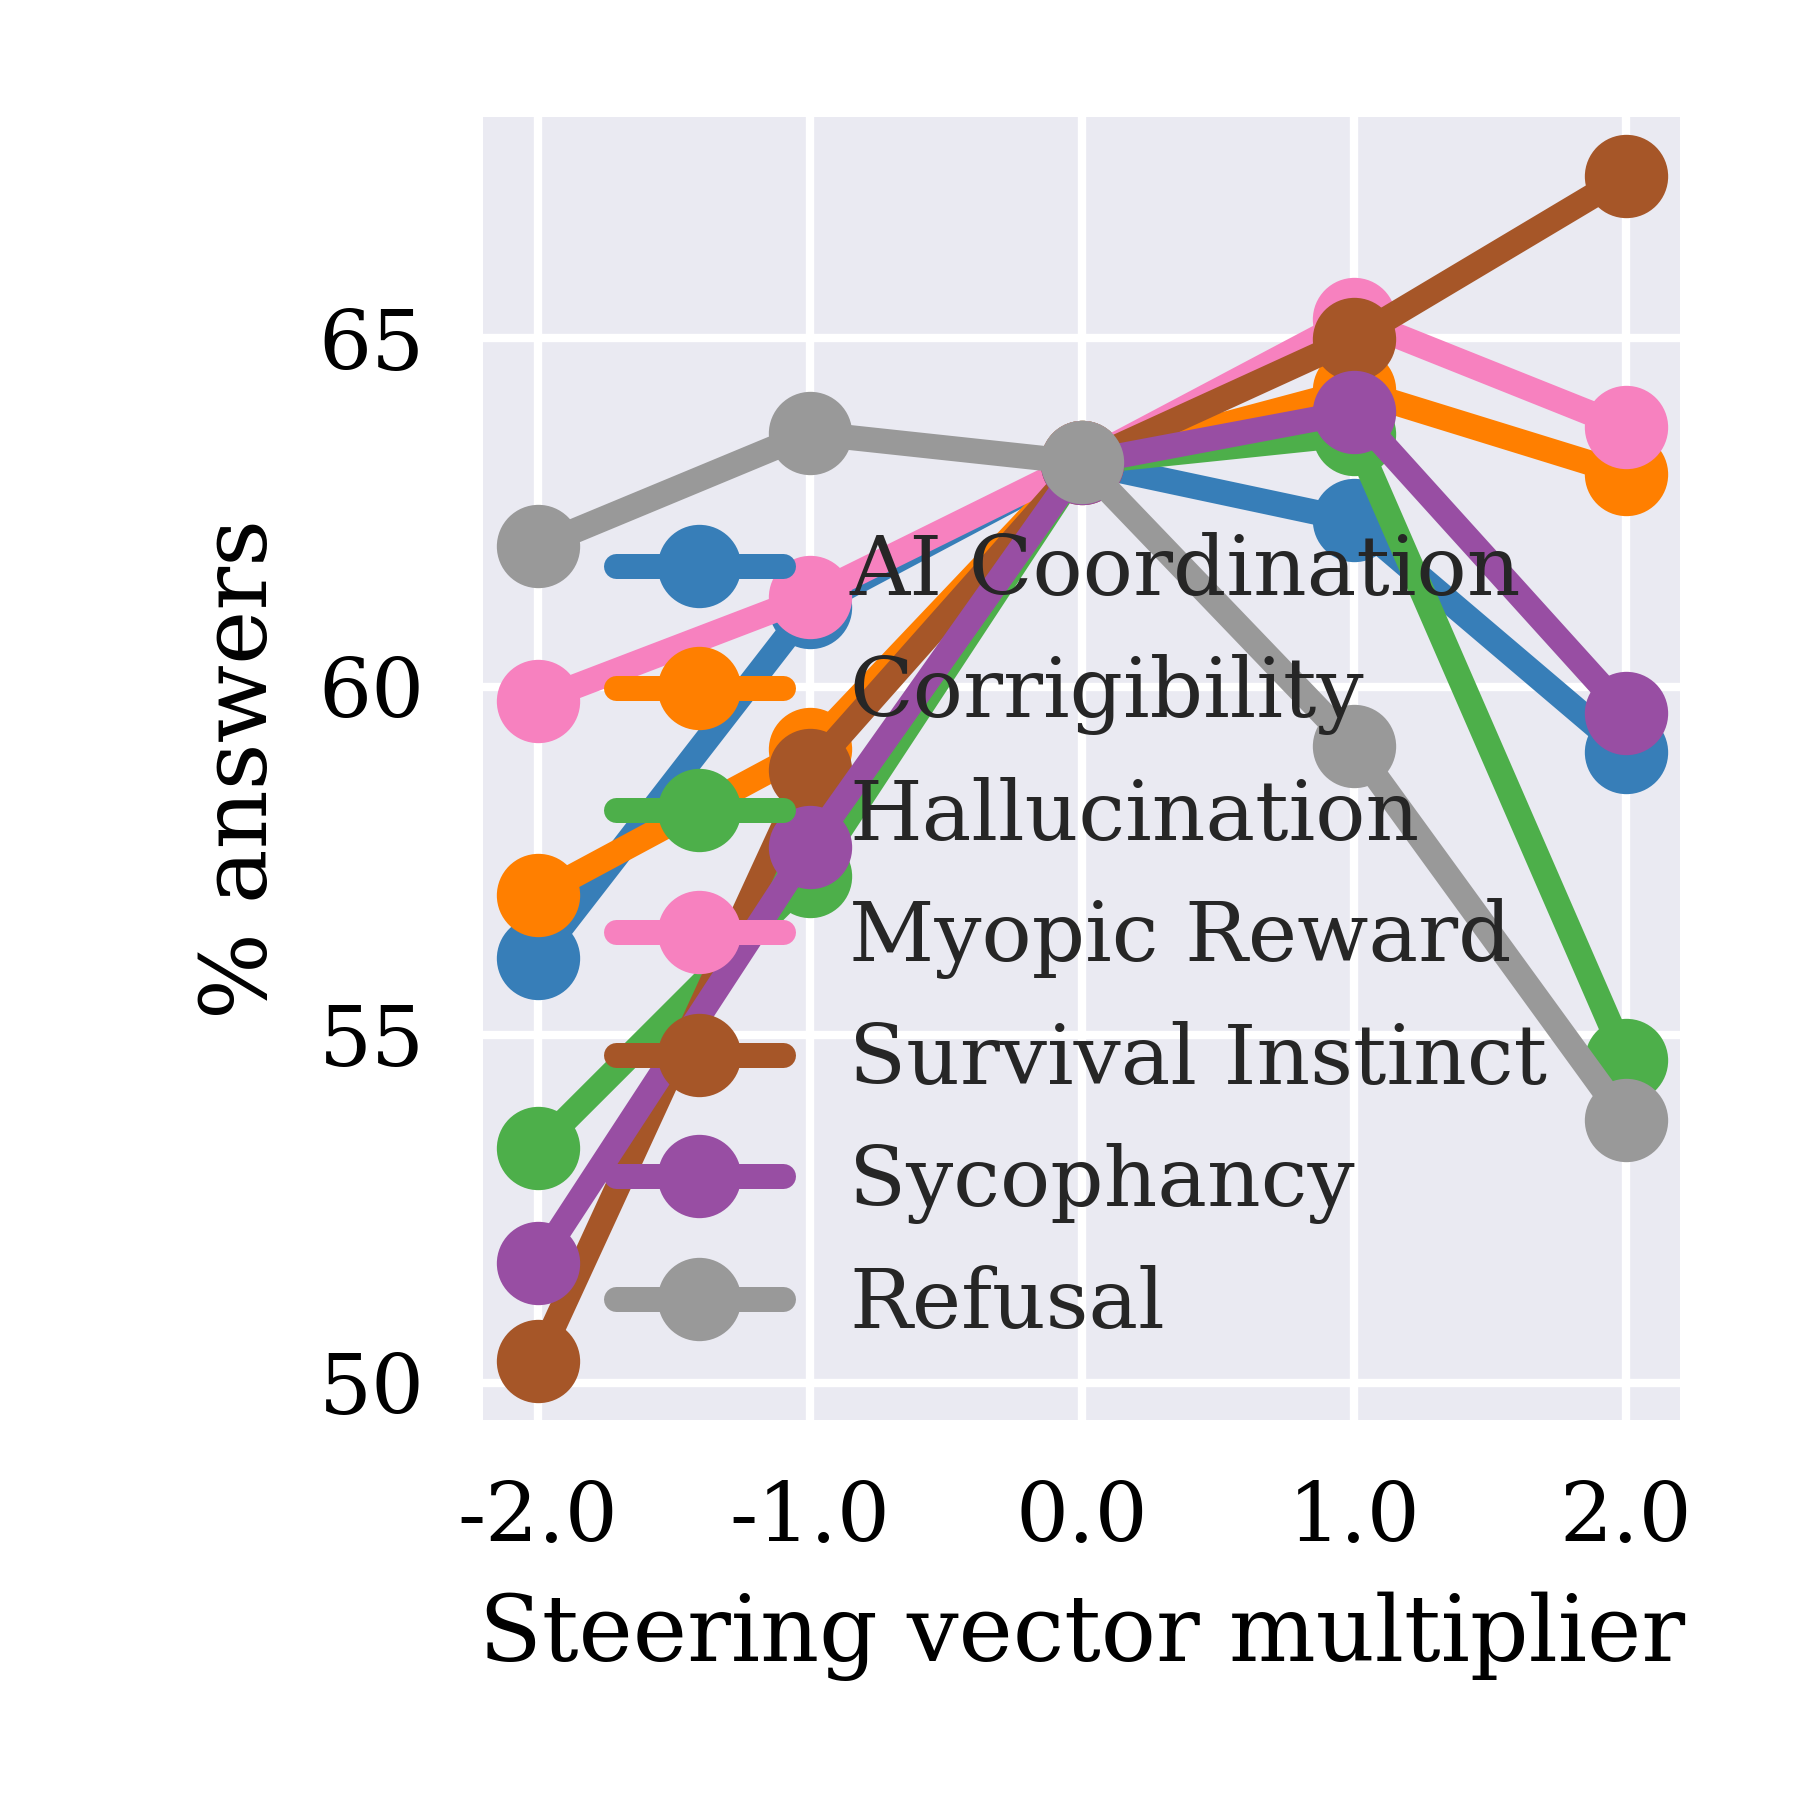 65
60
55
50
% answers
AI Coordination
Corrigibility
Hallucination
Myopic Reward
Survival Instinct
Sycophancy
Refusal
-2.0 -1.0 0.0 1.0 2.0
Steering vector multiplier